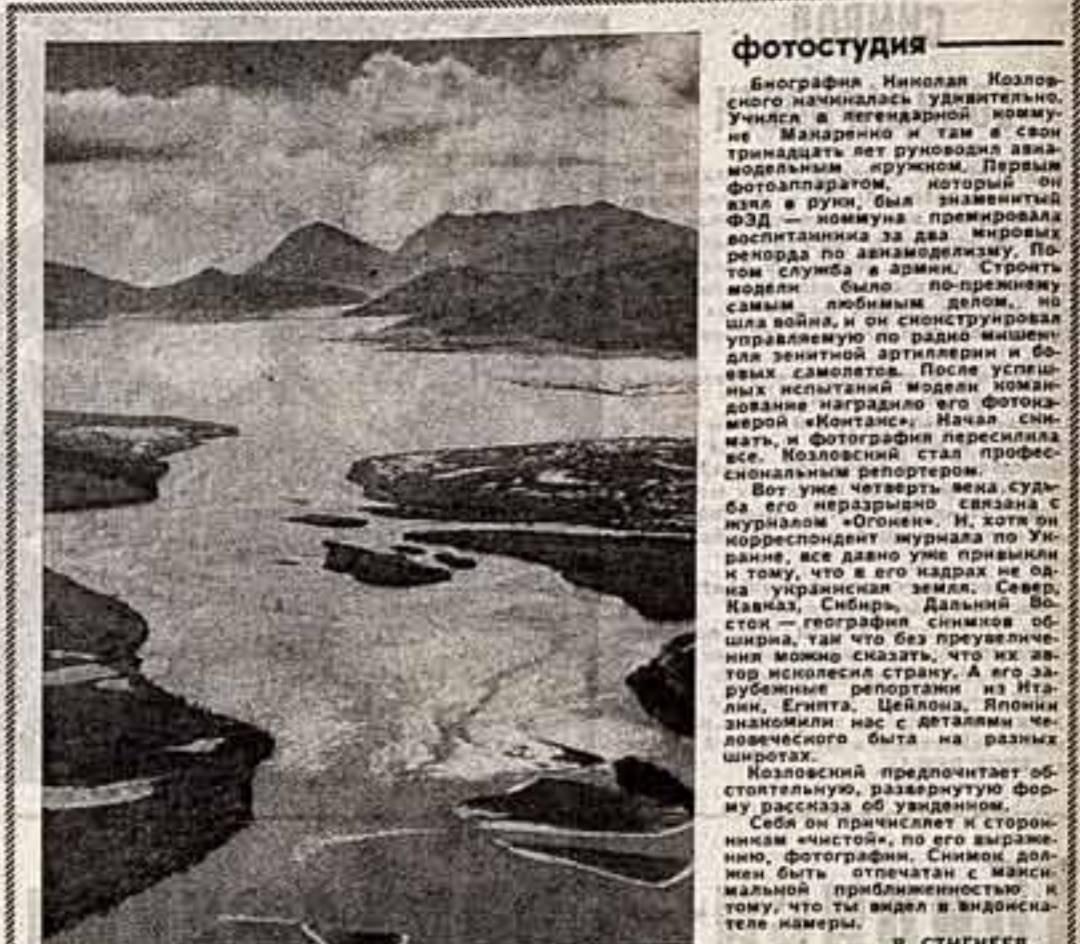 фотостудия
Биография Николая Козлов-
ского начиналась удивительно.
Учился в легендарной комму-
не Макаренко и там в свои
тринадцать лет руководил авиа-
модельным кружком. Первым
фотоаппаратом, который он
взял в руки, был знаменитый
ФЭД — коммуна премировала
воспитанника за два мировых
рекорда по авиамоделизму. По-
том служба в армии. Строить
модели было по-прежнему
самым любимым делом, но
шла война, и он сконструировал
управляемую по радио мишень
для зенитной артиллерии и бо-
евых самолетов. После успеш-
ных испытаний модели коман-
дование наградило его фотока-
мерой «Контакс». Начал сни-
мать, и фотография пересилила
все. Козловский стал профес-
сиональным репортером.
Вот уже четверть века судь-
ба его неразрывно связана с
журналом «Огонек». И, хотя он
корреспондент журнала по Ук-
раине, все давно уже привыкли
к тому, что в его кадрах не од-
на украинская земля. Север,
Кавказ, Сибирь, Дальний Во-
сток — география снимков об-
ширна, так что без преувеличе-
ния можно сказать, что их ав-
тор исколесил страну. А его за-
рубежные репортажи из Ита-
лии, Египта, Цейлона, Японии
знакомили нас с деталями че-
ловеческого быта на разных
широтах.
Козловский предпочитает об-
стоятельную, развернутую фор-
му рассказа об увиденном.
Себя он причисляет к сторон-
никам «чистой», по его выраже-
нию, фотографии. Снимок дол-
жен быть отпечатан с макси-
мальной приближенностью к
тому, что ты видел в видоиска-
теле камеры.